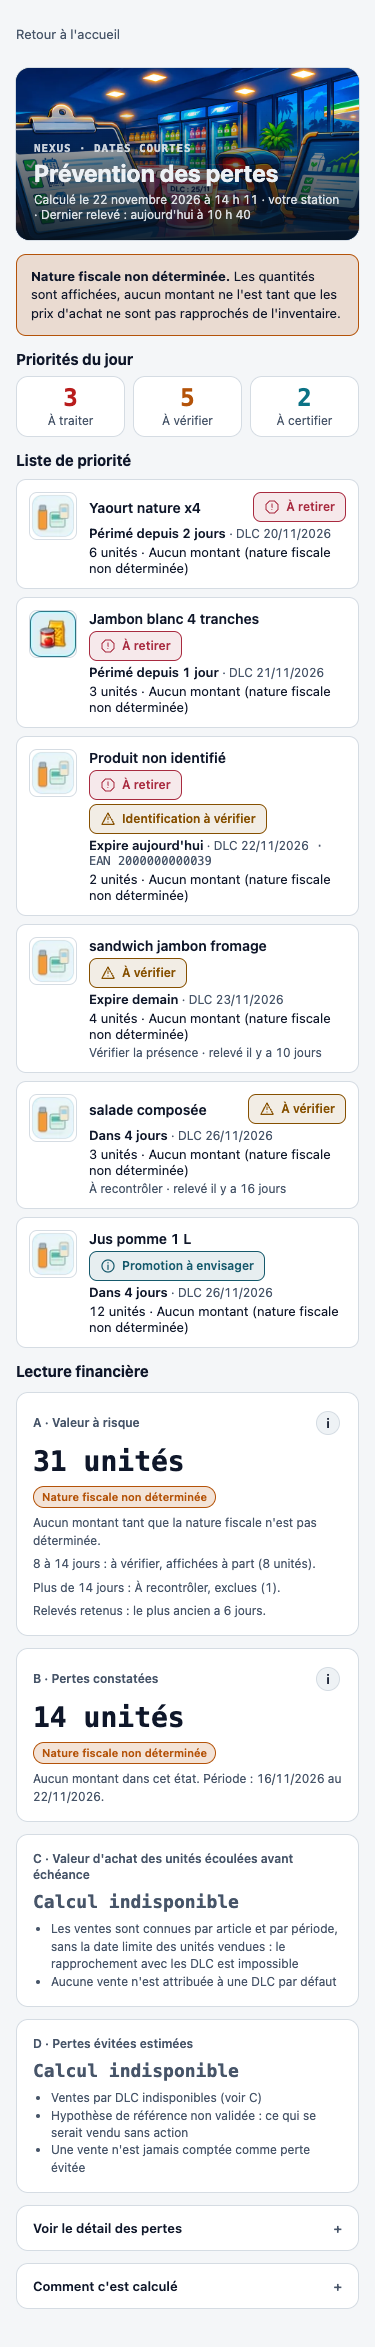 Retour à l'accueil
NEXUS · DATES COURTES
Prévention des pertes
Calculé le 22 novembre 2026 à 14 h 11 · votre station
· Dernier relevé : aujourd'hui à 10 h 40
DLC : 25/11
Nature fiscale non déterminée. Les quantités
sont affichées, aucun montant ne l'est tant que les
prix d'achat ne sont pas rapprochés de l'inventaire.
Priorités du jour
3
À traiter
5
À vérifier
2
À certifier
Liste de priorité
Yaourt nature x4
À retirer
Périmé depuis 2 jours · DLC 20/11/2026
6 unités · Aucun montant (nature fiscale
non déterminée)
Jambon blanc 4 tranches
À retirer
Périmé depuis 1 jour · DLC 21/11/2026
3 unités · Aucun montant (nature fiscale
non déterminée)
Produit non identifié
À retirer
Identification à vérifier
Expire aujourd'hui · DLC 22/11/2026 ·
EAN 2000000000039
2 unités · Aucun montant (nature fiscale
non déterminée)
sandwich jambon fromage
À vérifier
Expire demain · DLC 23/11/2026
4 unités · Aucun montant (nature fiscale
non déterminée)
Vérifier la présence · relevé il y a 10 jours
salade composée
À vérifier
Dans 4 jours · DLC 26/11/2026
3 unités · Aucun montant (nature fiscale
non déterminée)
À recontrôler · relevé il y a 16 jours
Jus pomme 1 L
Promotion à envisager
Dans 4 jours · DLC 26/11/2026
12 unités · Aucun montant (nature fiscale
non déterminée)
Lecture financière
A · Valeur à risque
i
31 unités
Nature fiscale non déterminée
Aucun montant tant que la nature fiscale n'est pas
déterminée.
8 à 14 jours : à vérifier, affichées à part (8 unités).
Plus de 14 jours : À recontrôler, exclues (1).
Relevés retenus : le plus ancien a 6 jours.
B · Pertes constatées
i
14 unités
Nature fiscale non déterminée
Aucun montant dans cet état. Période : 16/11/2026 au
22/11/2026.
C · Valeur d'achat des unités écoulées avant
échéance
Calcul indisponible
• Les ventes sont connues par article et par période,
sans la date limite des unités vendues : le
rapprochement avec les DLC est impossible
• Aucune vente n'est attribuée à une DLC par défaut
D · Pertes évitées estimées
Calcul indisponible
• Ventes par DLC indisponibles (voir C)
• Hypothèse de référence non validée : ce qui se
serait vendu sans action
• Une vente n'est jamais comptée comme perte
évitée
Voir le détail des pertes +
Comment c'est calculé +